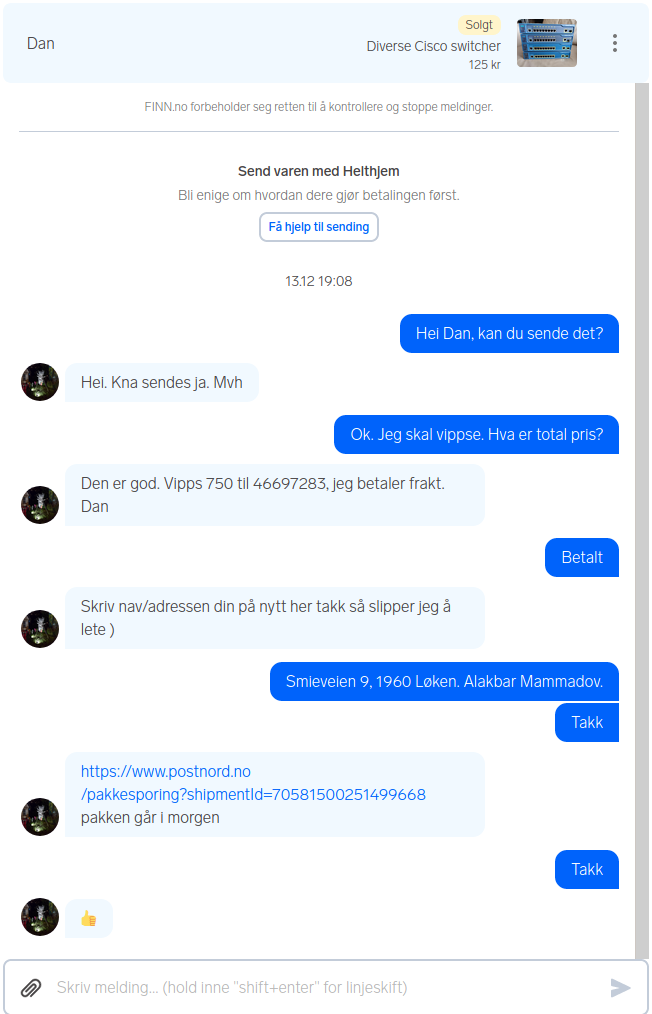 Dan
Solgt
Diverse Cisco switcher
125 kr
FINN.no forbeholder seg retten til å kontrollere og stoppe meldinger.
Send varen med Helthjem
Bli enige om hvordan dere gjør betalingen først.
Få hjelp til sending
13.12 19:08
Hei Dan, kan du sende det?
Hei. Kna sendes ja. Mvh
Ok. Jeg skal vippse. Hva er total pris?
Den er god. Vipps 750 til 46697283, jeg betaler frakt.
Dan
Betalt
Skriv nav/adressen din på nytt her takk så slipper jeg å
lete )
Smieveien 9, 1960 Løken. Alakbar Mammadov.
Takk
https://www.postnord.no
/pakkesporing?shipmentId=70581500251499668
pakken går i morgen
Takk
👍
Skriv melding... (hold inne "shift+enter" for linjeskift)